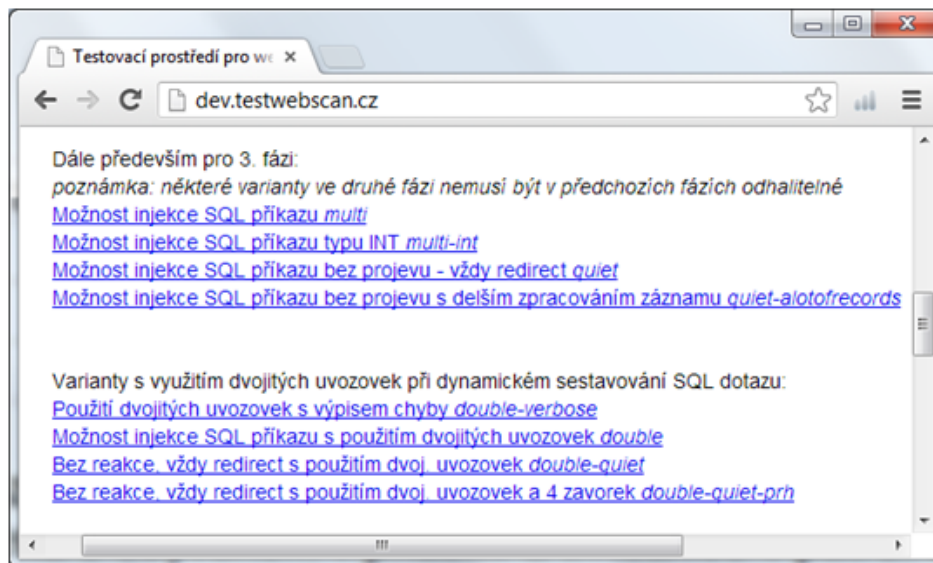 Testovací prostředí pro we
dev.testwebscan.cz
Dále především pro 3. fázi:
poznámka: některé varianty ve druhé fázi nemusí být v předchozích fázích odhalitelné
Možnost injekce SQL příkazu multi
Možnost injekce SQL příkazu typu INT multi-int
Možnost injekce SQL příkazu bez projevu - vždy redirect quiet
Možnost injekce SQL příkazu bez projevu s delším zpracováním záznamu quiet-alotofrecords
Varianty s využitím dvojitých uvozovek při dynamickém sestavování SQL dotazu:
Použití dvojitých uvozovek s výpisem chyby double-verbose
Možnost injekce SQL příkazu s použitím dvojitých uvozovek double
Bez reakce, vždy redirect s použitím dvoj. uvozovek double-quiet
Bez reakce, vždy redirect s použitím dvoj. uvozovek a 4 zavorek double-quiet-prh